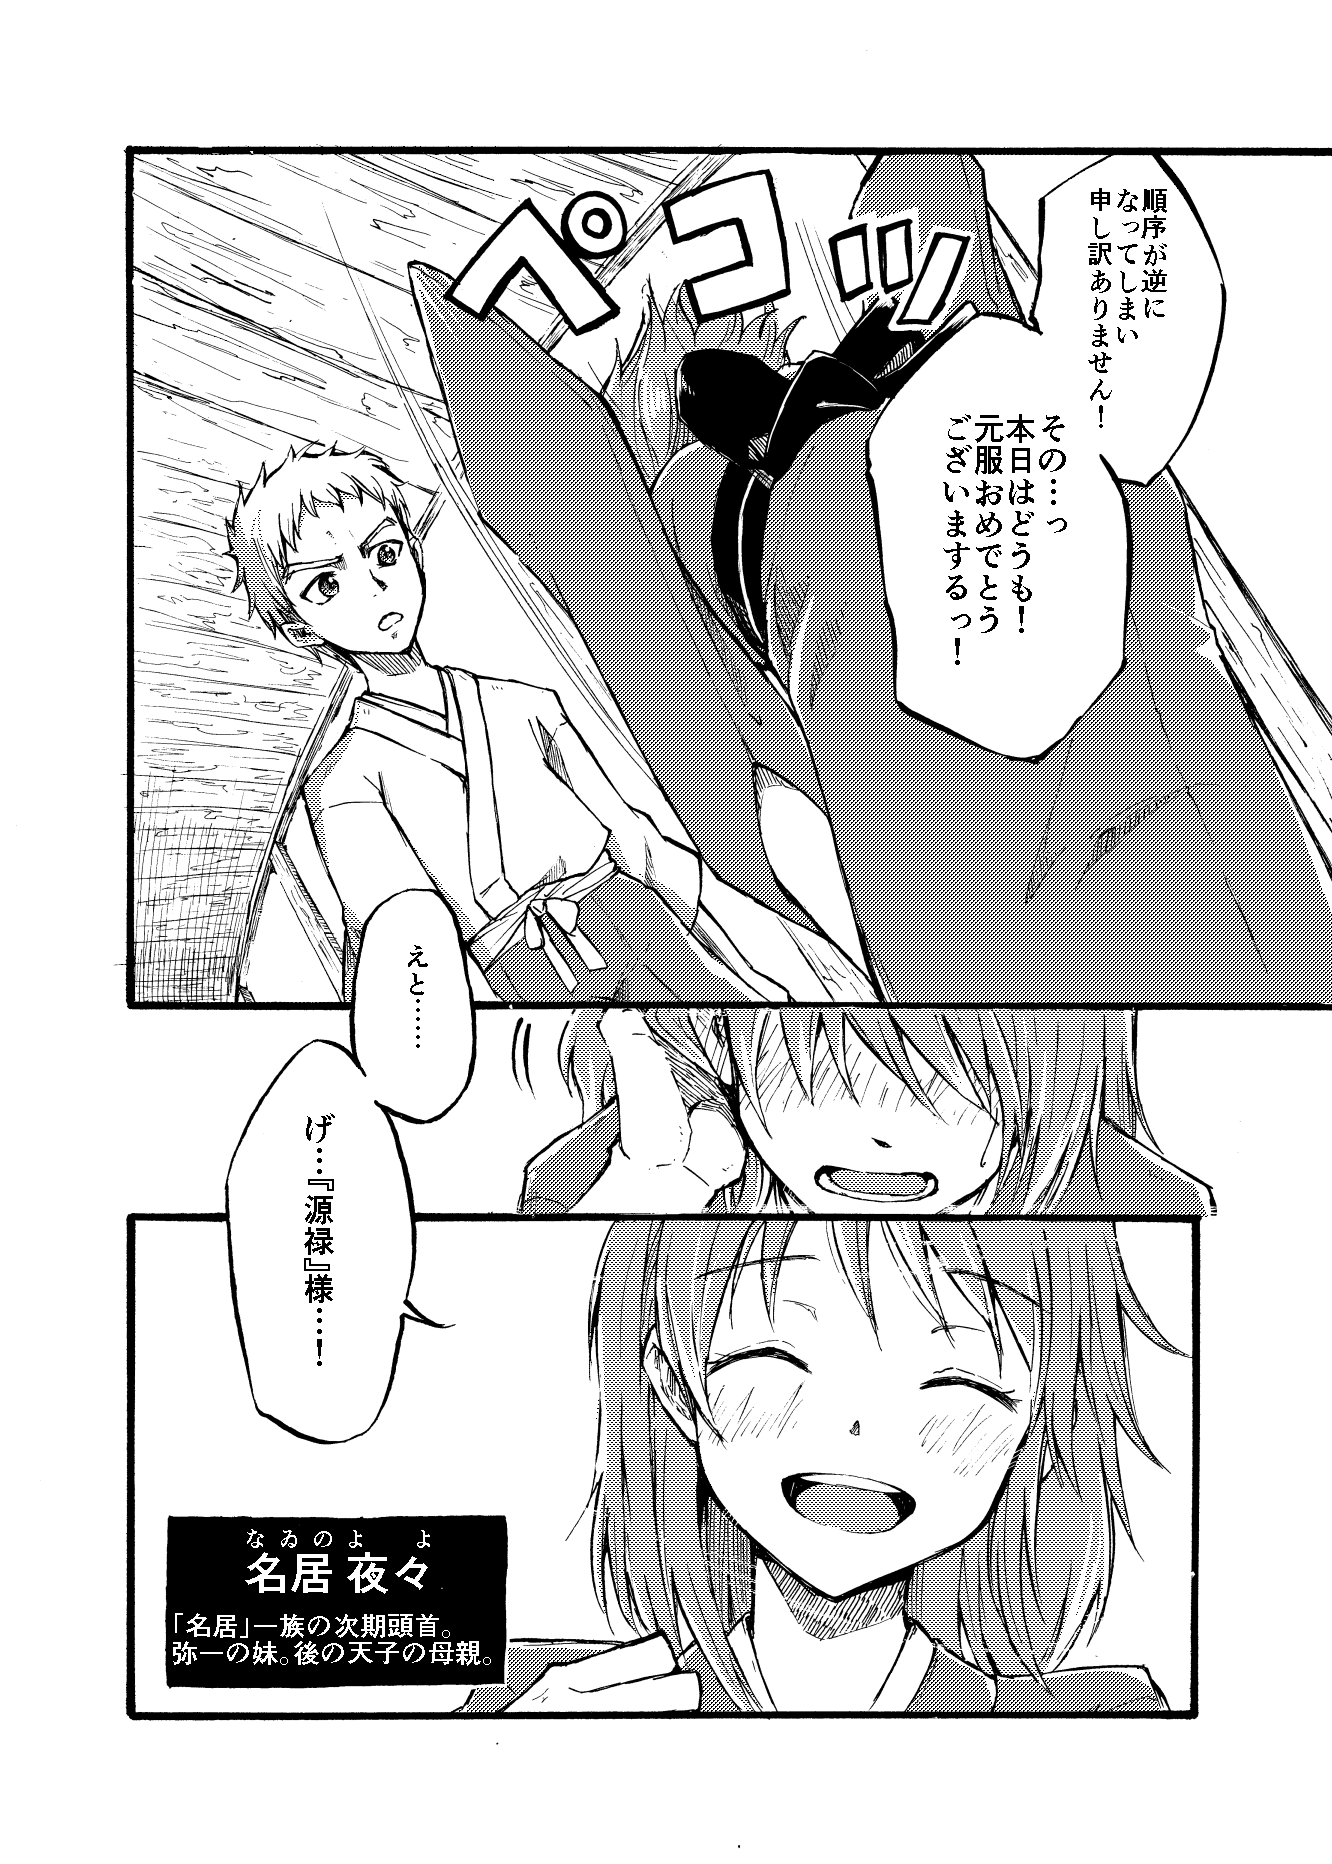 順序が逆に
なってしまい
申し訳ありません！
その…っ
本日はどうも！
元服おめでとう
ございまするっ！
ペコッ
えと……
げ…『源禄』様…！
なゐのよ よ
名居 夜々
「名居」一族の次期頭首。
弥一の妹。後の天子の母親。